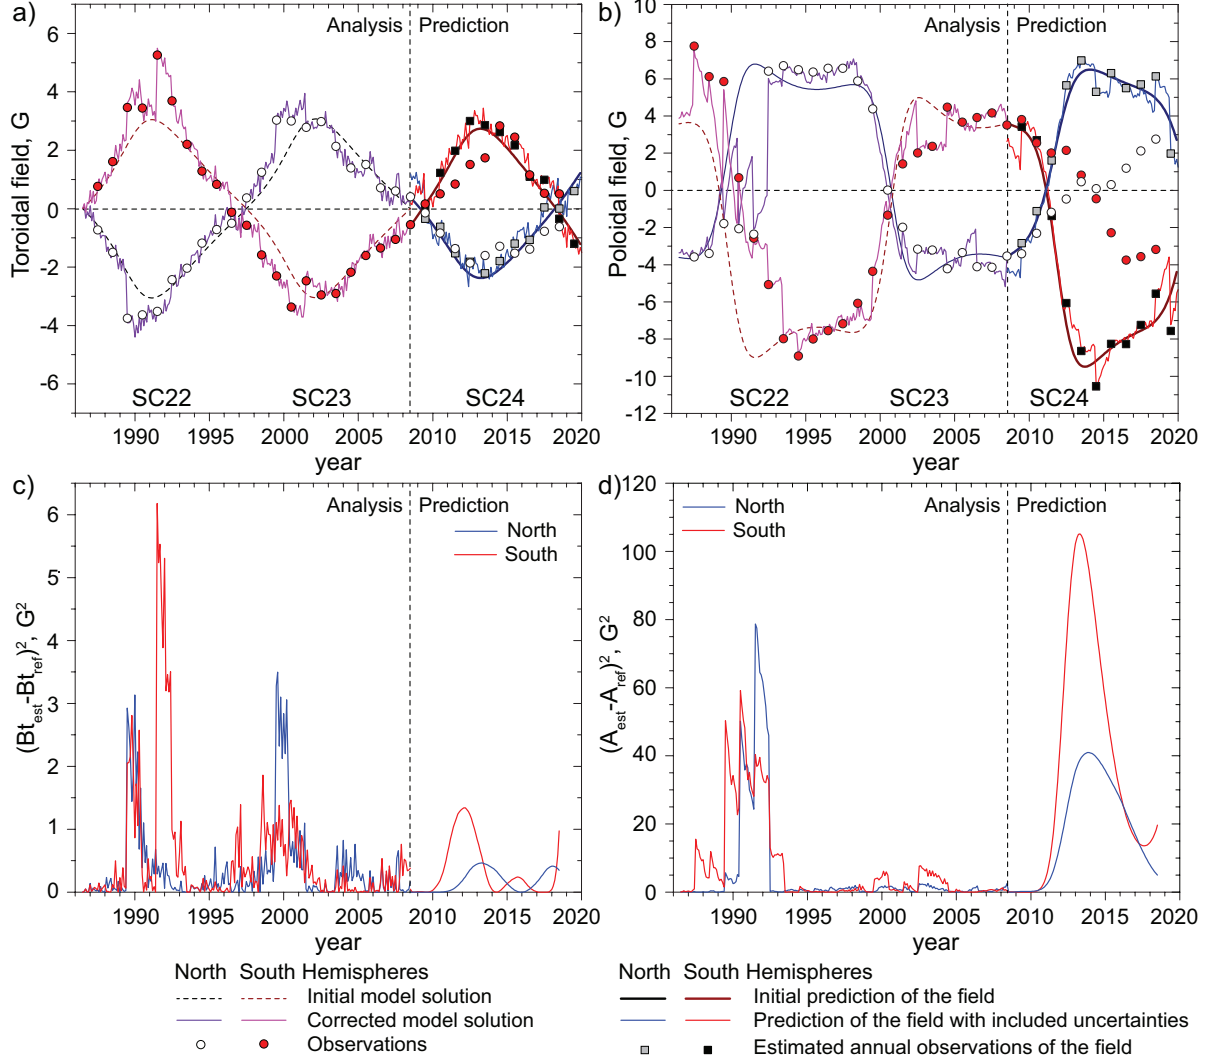 a)
Analysis Prediction
Toroidal field, G
6
4
2
0
-2
-4
-6
SC22 SC23 SC24
1990 1995 2000 2005 2010 2015 2020
year
b)
Analysis Prediction
Poloidal field, G
10
8
6
4
2
0
-2
-4
-6
-8
-10
-12
SC22 SC23 SC24
1990 1995 2000 2005 2010 2015 2020
year
c)
Analysis Prediction
North
South
(Bt_est-Bt_ref)², G²
6
5
4
3
2
1
0
1990 1995 2000 2005 2010 2015 2020
year
d)
Analysis Prediction
North
South
(A_est-A_ref)², G²
120
100
80
60
40
20
0
1990 1995 2000 2005 2010 2015 2020
year
North South Hemispheres
Initial model solution
Corrected model solution
Observations
North South Hemispheres
Initial prediction of the field
Prediction of the field with included uncertainties
Estimated annual observations of the field